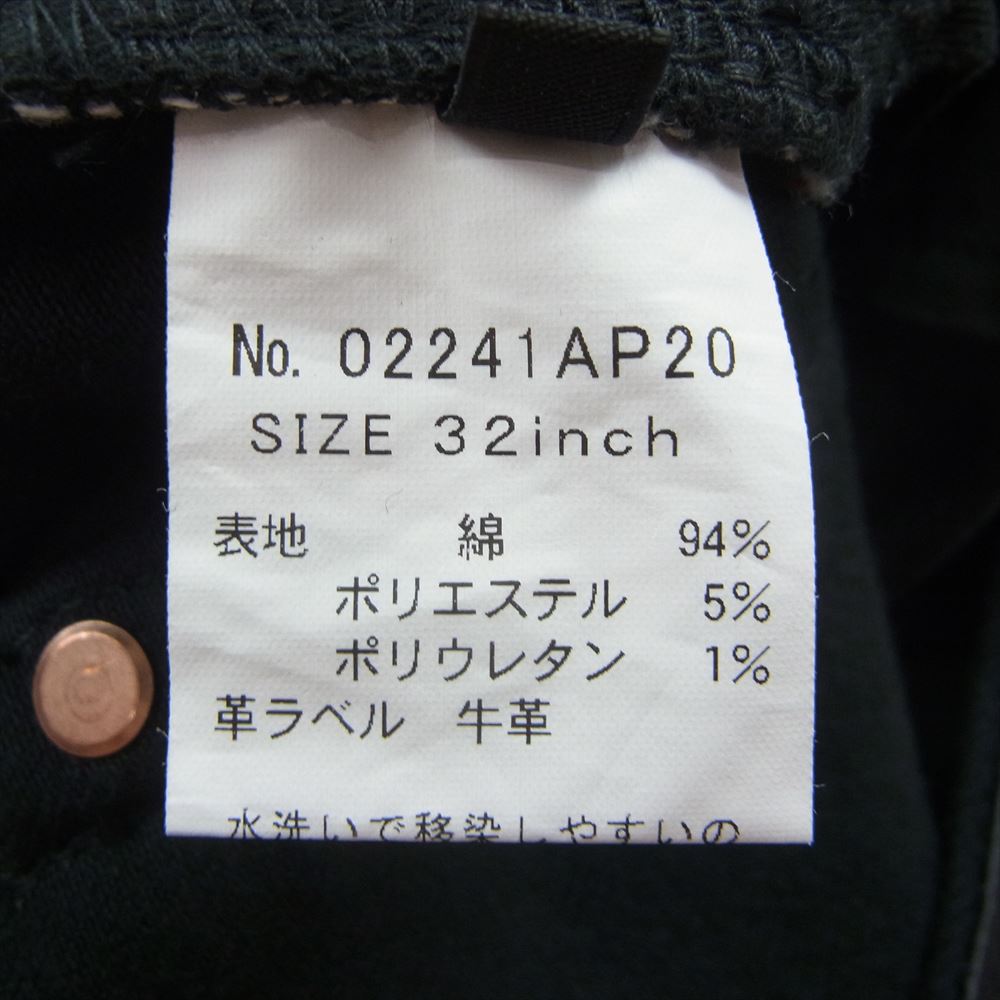 No. 02241AP20
SIZE 32inch
表地 綿 94%
ポリエステル 5%
ポリウレタン 1%
革ラベル 牛革
水洗いで移染しやすいの